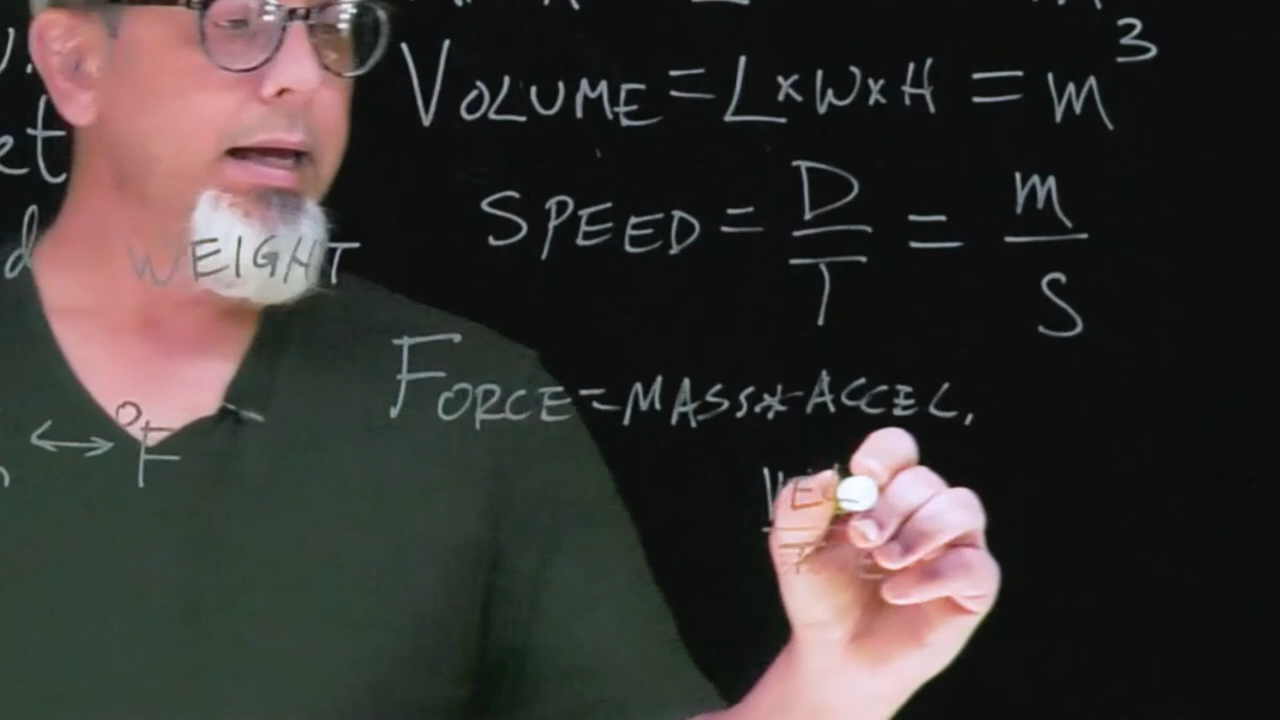 VOLUME = L x W x H = m³
SPEED = D/T = m/S
WEIGHT
FORCE = MASS * ACCEL.
↔ °F